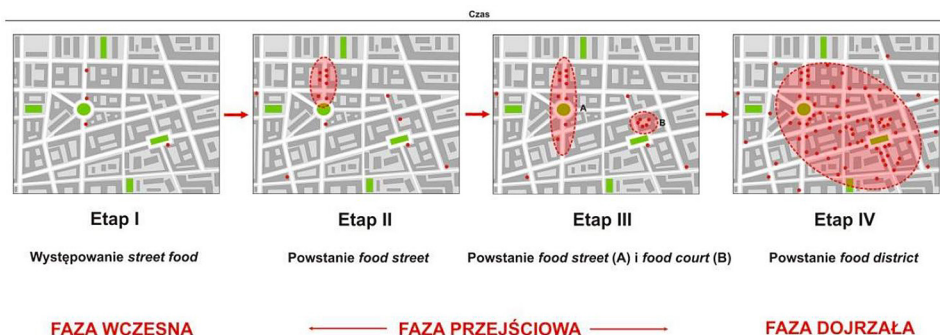 Czas
A
B
Etap I
Etap II
Etap III
Etap IV
Występowanie street food
Powstanie food street
Powstanie food street (A) i food court (B)
Powstanie food district
FAZA WCZESNA
FAZA PRZEJŚCIOWA
FAZA DOJRZAŁA